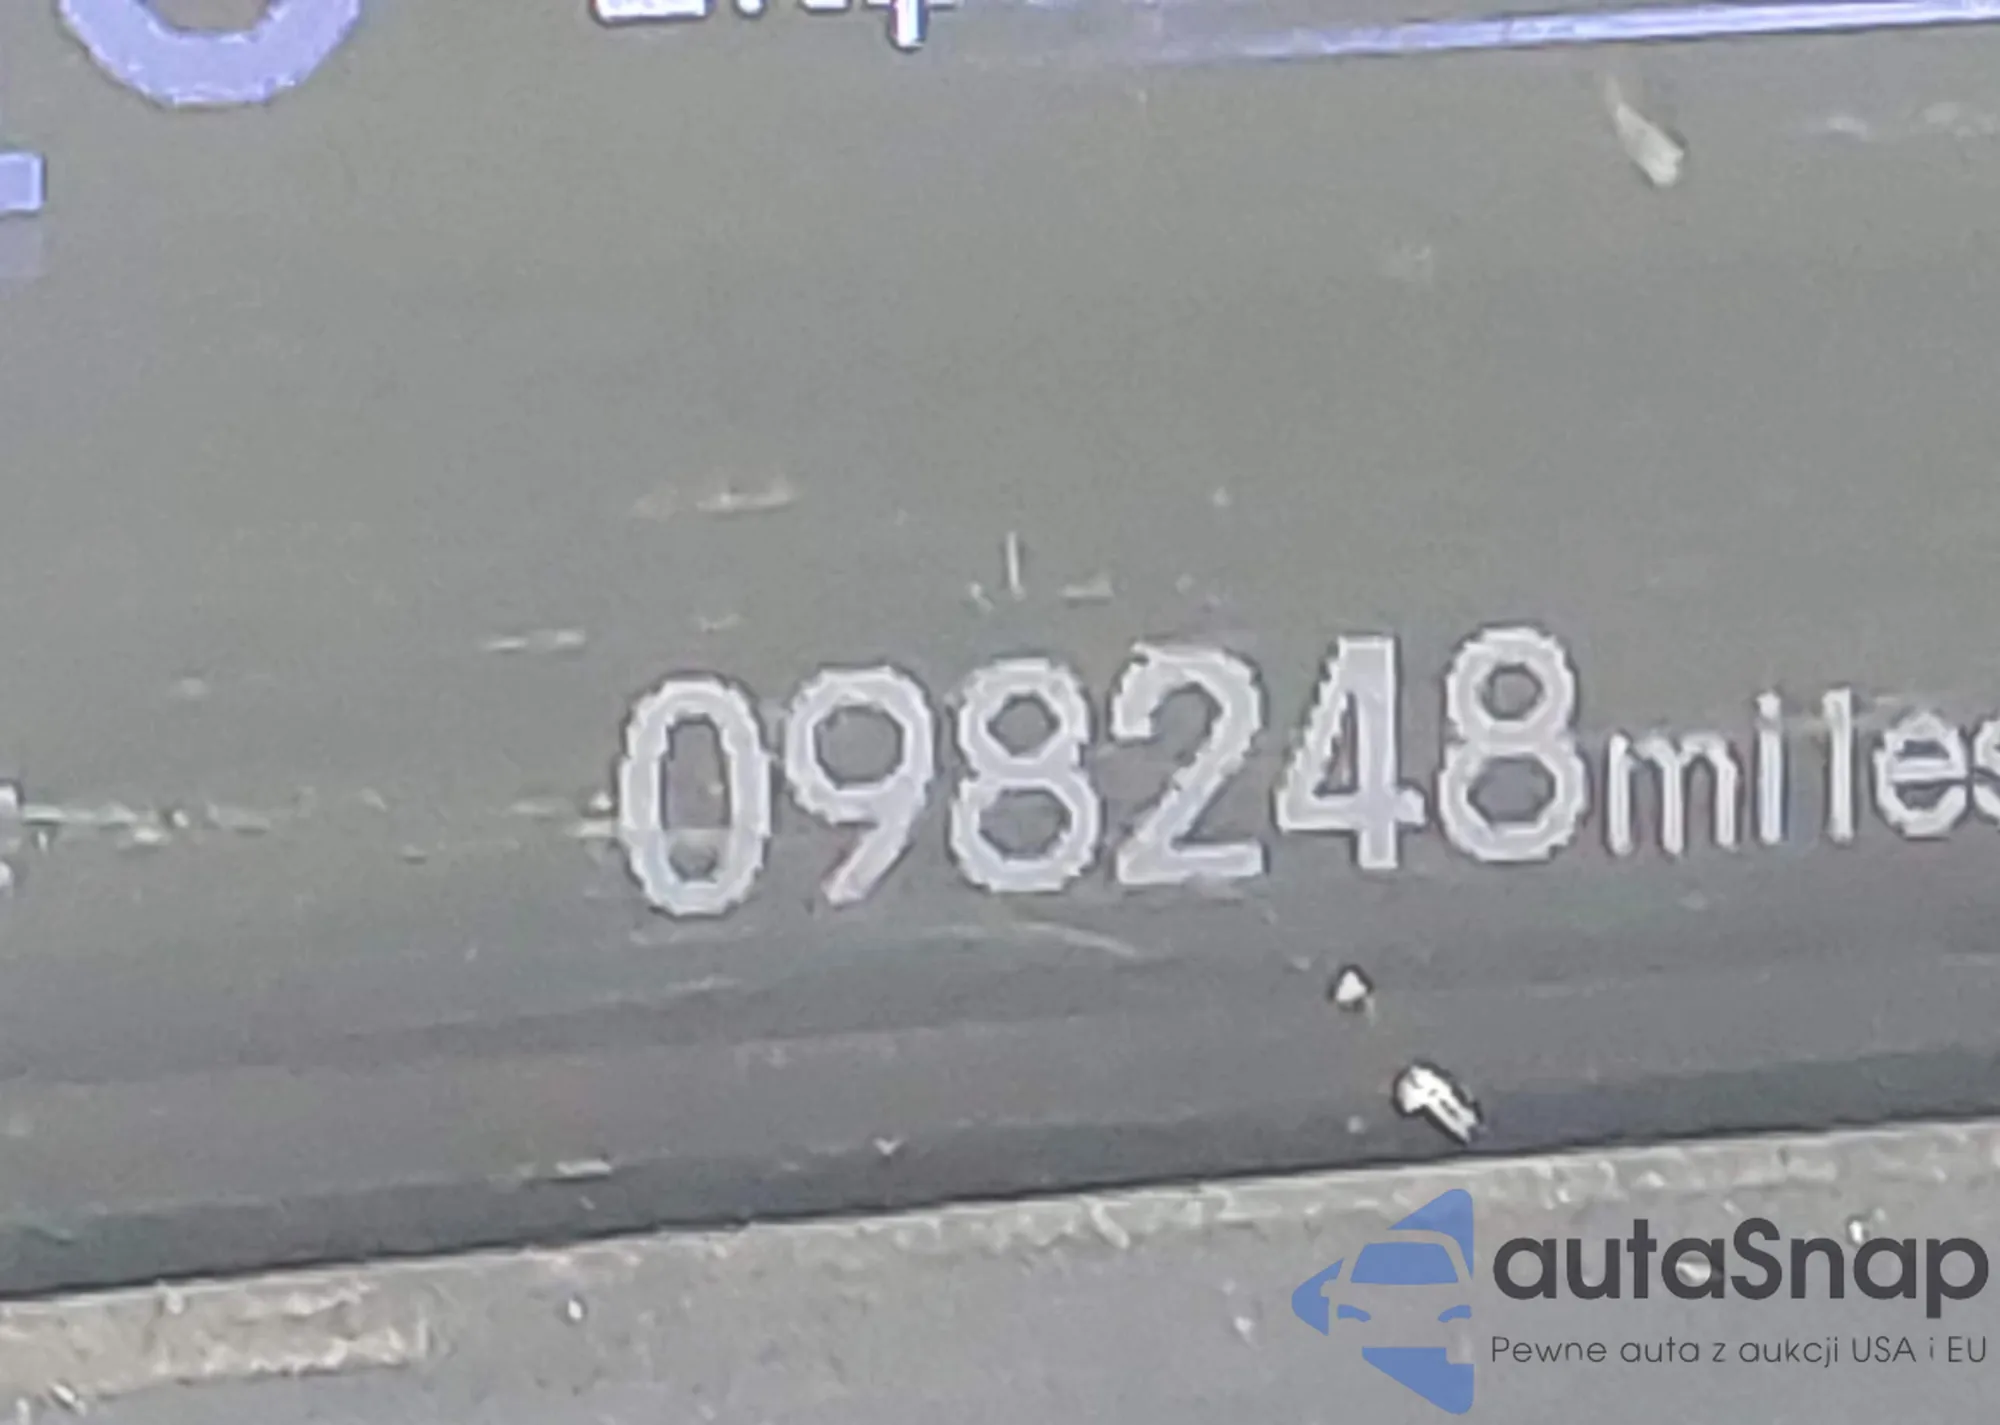 098248miles
autaSnap
Pewne auta z aukcji USA i EU